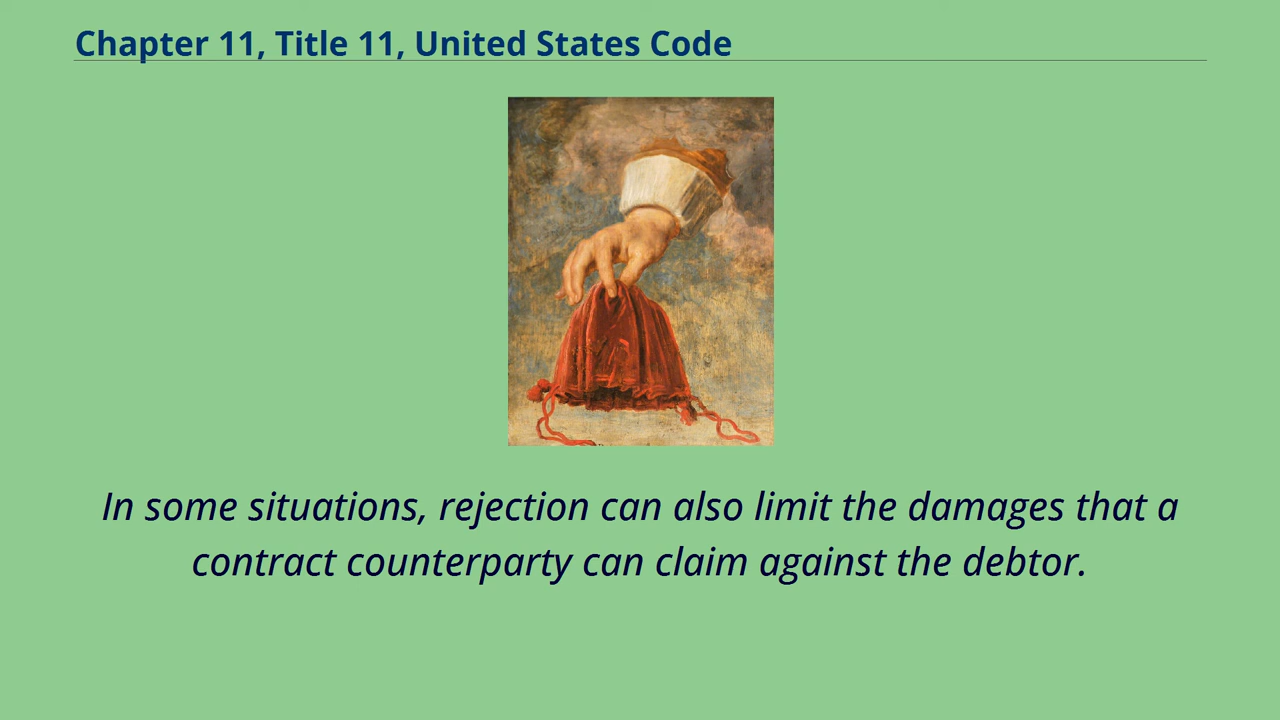 Chapter 11, Title 11, United States Code
In some situations, rejection can also limit the damages that a
contract counterparty can claim against the debtor.